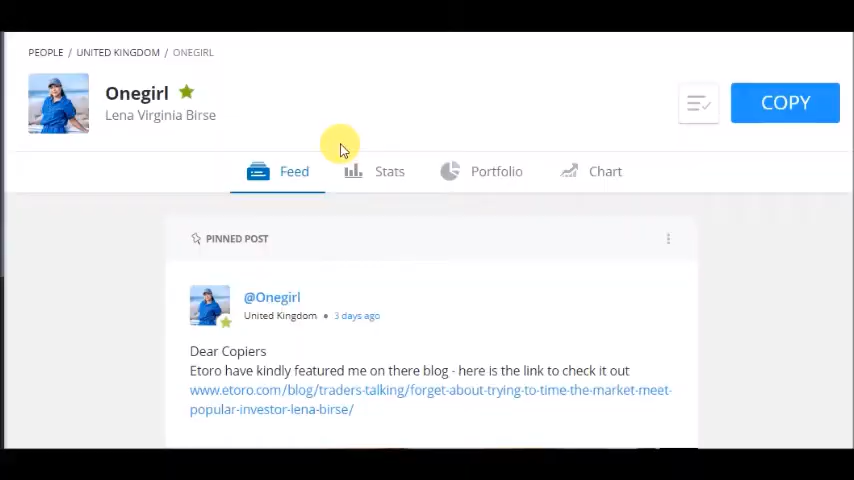 PEOPLE / UNITED KINGDOM / ONEGIRL
Onegirl
Lena Virginia Birse
COPY
Feed
Stats
Portfolio
Chart
PINNED POST
@Onegirl
United Kingdom • 3 days ago
Dear Copiers
Etoro have kindly featured me on there blog - here is the link to check it out
www.etoro.com/blog/traders-talking/forget-about-trying-to-time-the-market-meet-
popular-investor-lena-birse/